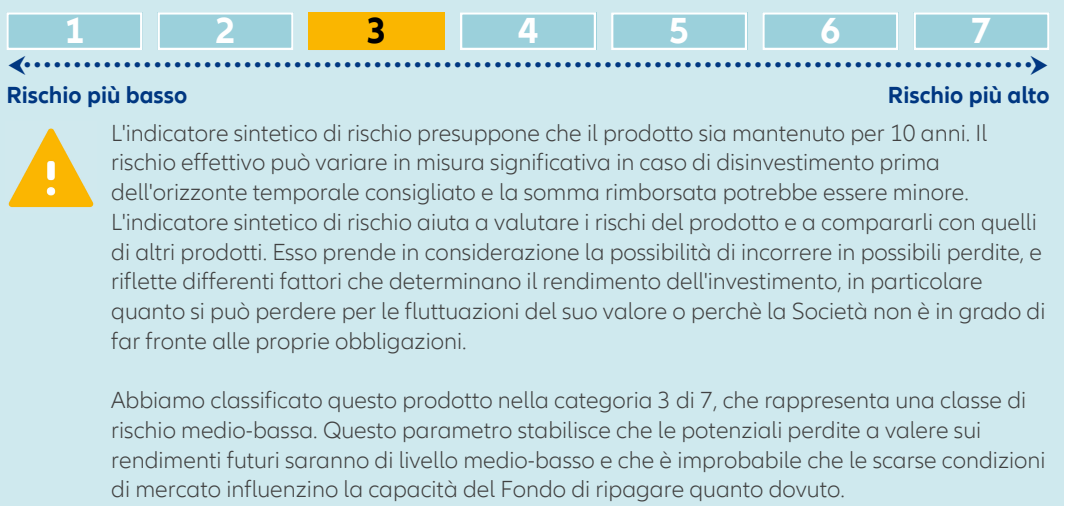 1 2 3 4 5 6 7
Rischio più basso Rischio più alto
L'indicatore sintetico di rischio presuppone che il prodotto sia mantenuto per 10 anni. Il
rischio effettivo può variare in misura significativa in caso di disinvestimento prima
dell'orizzonte temporale consigliato e la somma rimborsata potrebbe essere minore.
L'indicatore sintetico di rischio aiuta a valutare i rischi del prodotto e a compararli con quelli
di altri prodotti. Esso prende in considerazione la possibilità di incorrere in possibili perdite, e
riflette differenti fattori che determinano il rendimento dell'investimento, in particolare
quanto si può perdere per le fluttuazioni del suo valore o perchè la Società non è in grado di
far fronte alle proprie obbligazioni.
Abbiamo classificato questo prodotto nella categoria 3 di 7, che rappresenta una classe di
rischio medio-bassa. Questo parametro stabilisce che le potenziali perdite a valere sui
rendimenti futuri saranno di livello medio-basso e che è improbabile che le scarse condizioni
di mercato influenzino la capacità del Fondo di ripagare quanto dovuto.